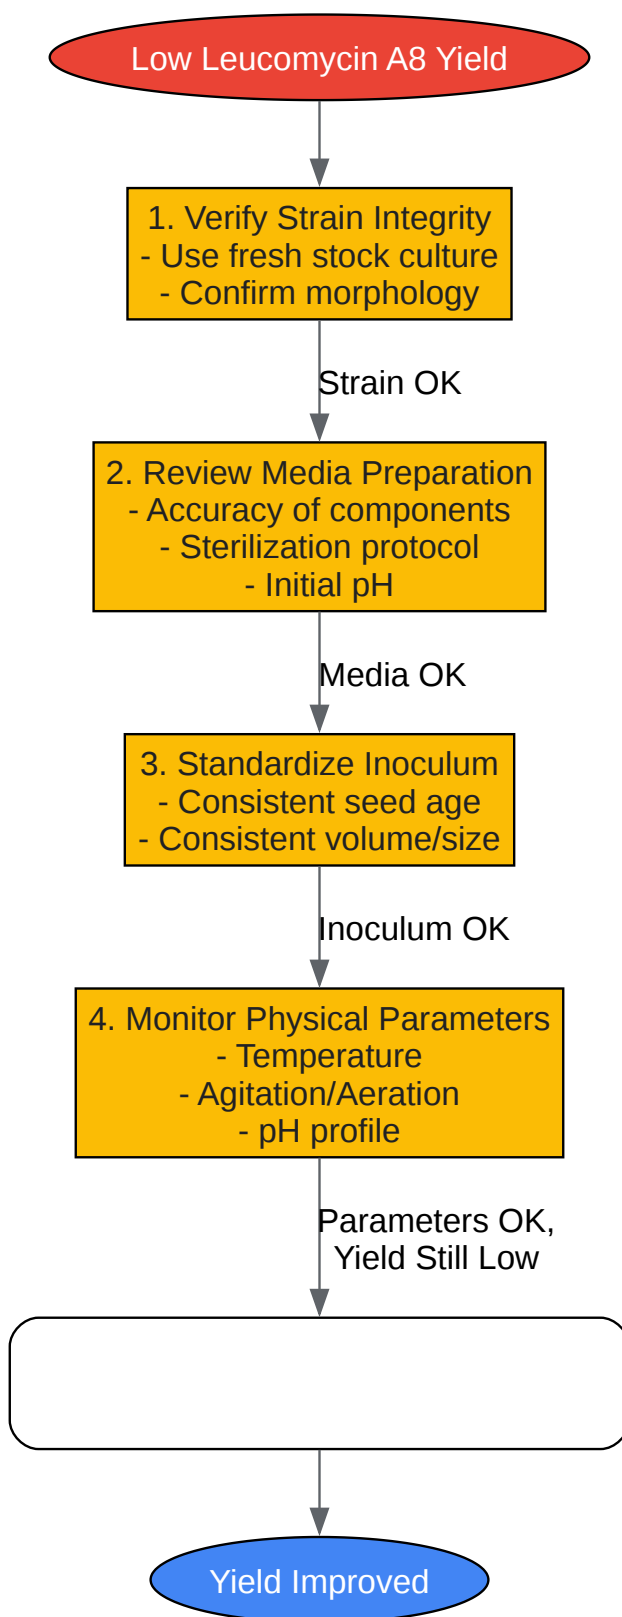 Low Leucomycin A8 Yield
1. Verify Strain Integrity
- Use fresh stock culture
- Confirm morphology
Strain OK
2. Review Media Preparation
- Accuracy of components
- Sterilization protocol
- Initial pH
Media OK
3. Standardize Inoculum
- Consistent seed age
- Consistent volume/size
Inoculum OK
4. Monitor Physical Parameters
- Temperature
- Agitation/Aeration
- pH profile
Parameters OK,
Yield Still Low
Yield Improved